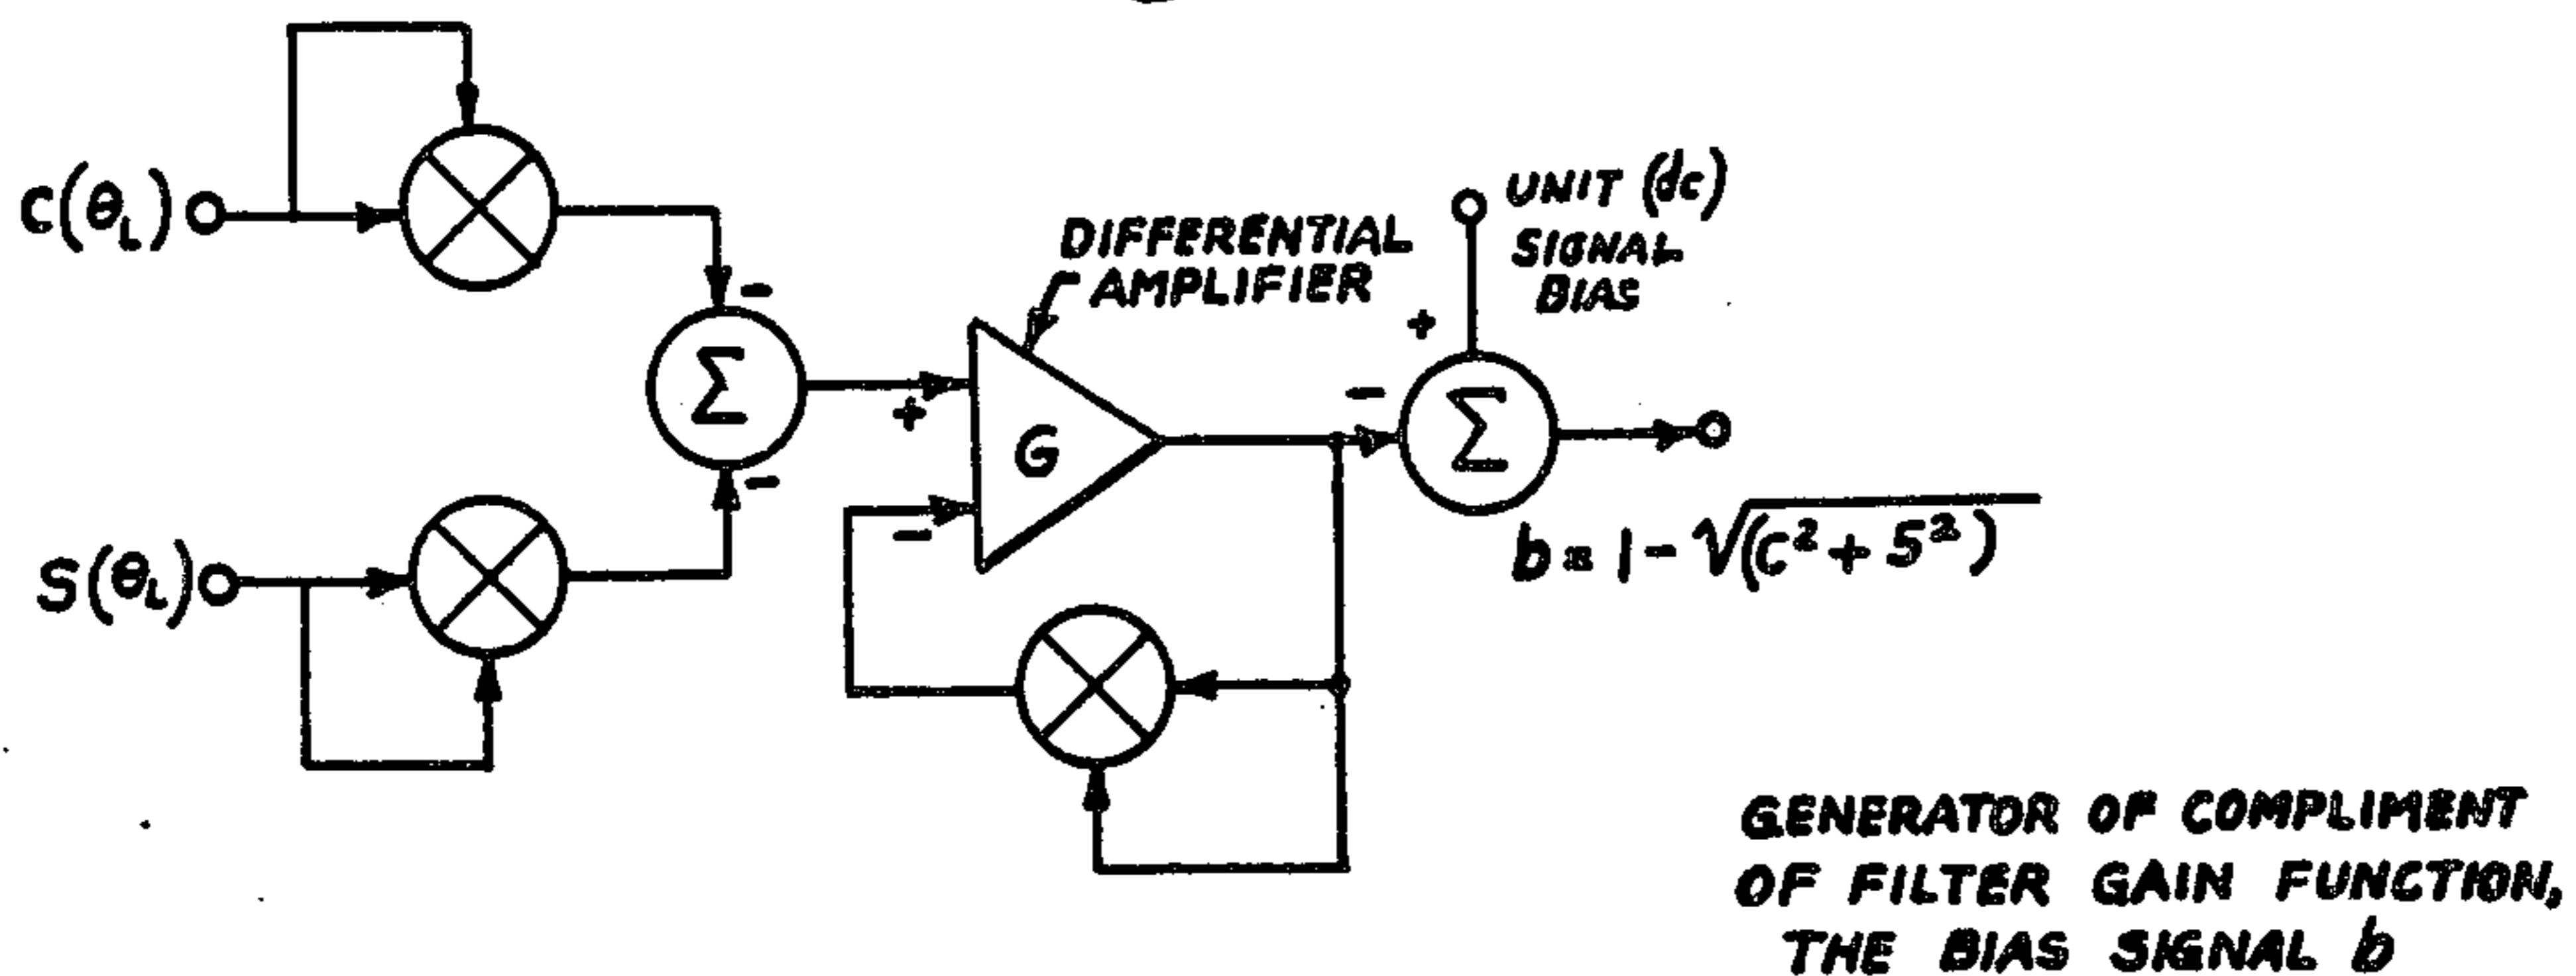 C(θL)
S(θL)
-
Σ
-
DIFFERENTIAL
AMPLIFIER
+
G
-
UNIT (dc)
SIGNAL
BIAS
+
-
Σ
b = 1 - √(C² + S²)
GENERATOR OF COMPLIMENT
OF FILTER GAIN FUNCTION,
THE BIAS SIGNAL b